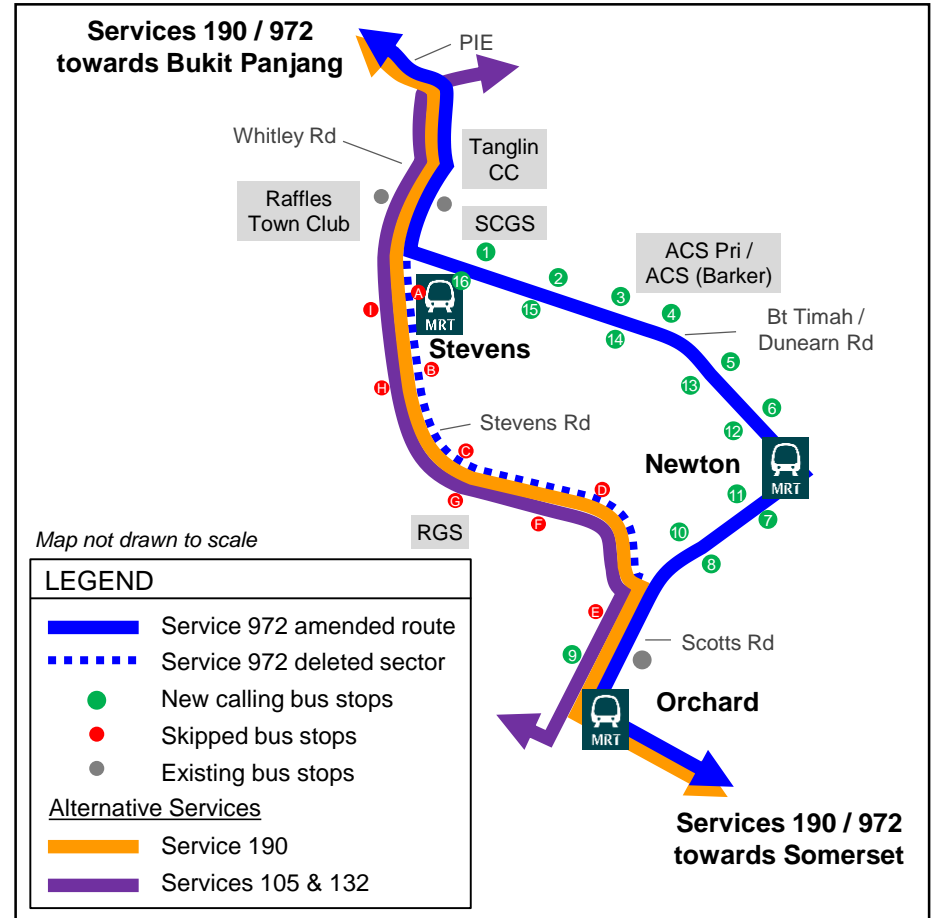 Services 190 / 972
towards Bukit Panjang
PIE
Whitley Rd
Tanglin
CC
Raffles
Town Club
SCGS
1
ACS Pri /
ACS (Barker)
2
3
4
16
15
14
A
MRT
Stevens
I
B
H
Bt Timah /
Dunearn Rd
5
13
6
12
Stevens Rd
C
Newton
MRT
D
G
F
11
7
RGS
10
8
Map not drawn to scale
E
9
Scotts Rd
Orchard
MRT
LEGEND
Service 972 amended route
Service 972 deleted sector
New calling bus stops
Skipped bus stops
Existing bus stops
Alternative Services
Service 190
Services 105 & 132
Services 190 / 972
towards Somerset